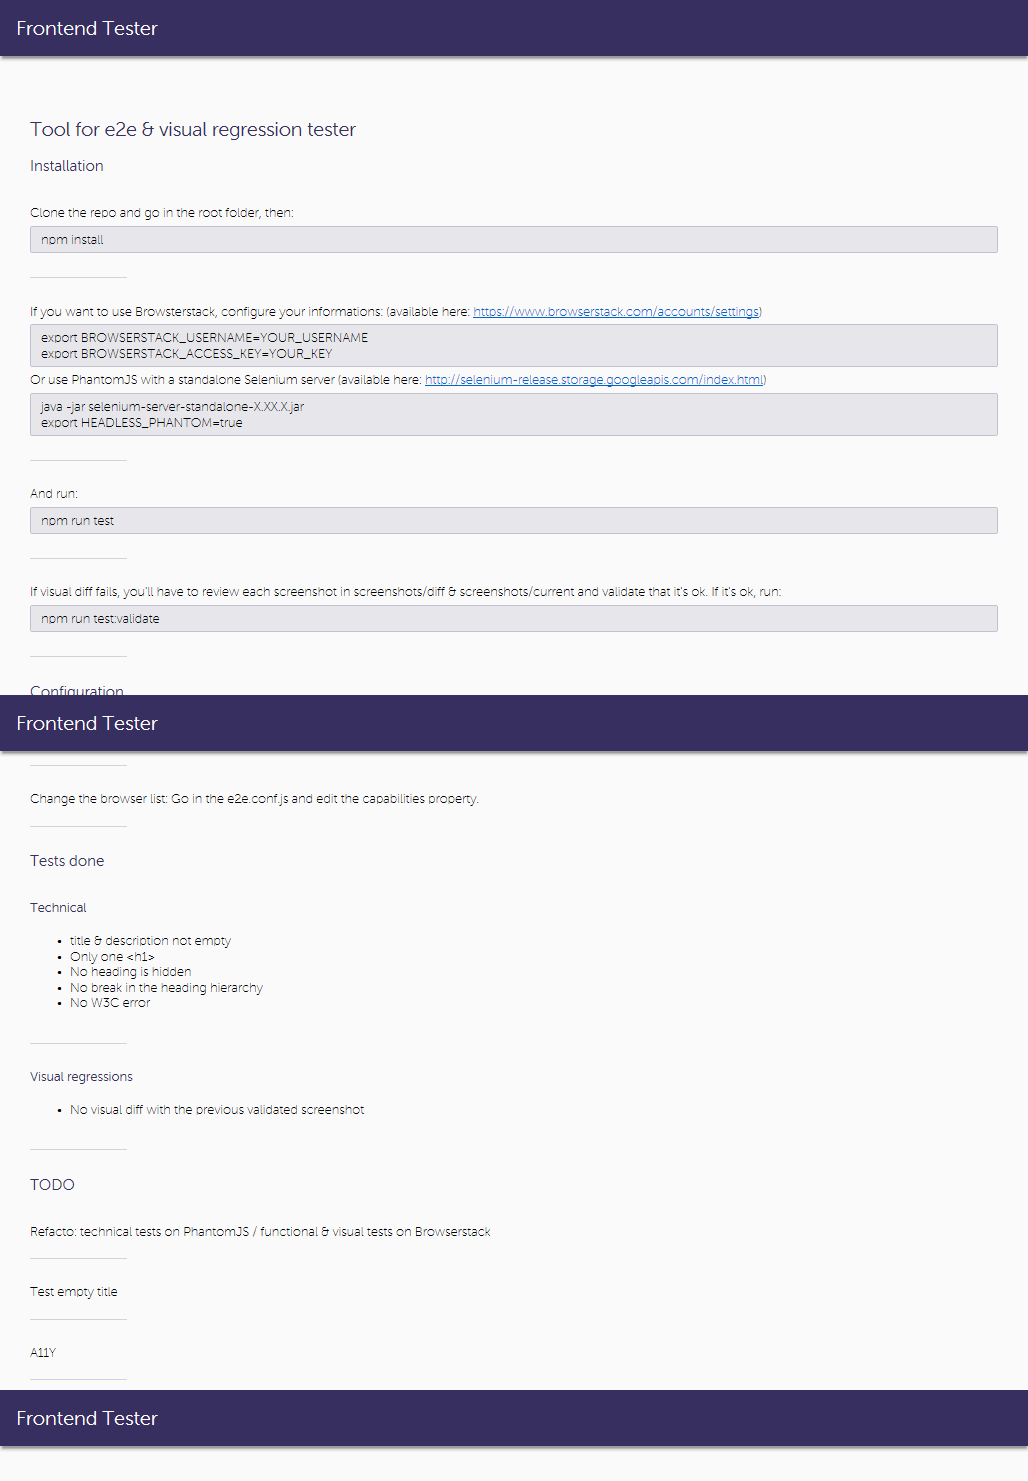 Frontend Tester
Tool for e2e & visual regression tester
Installation
Clone the repo and go in the root folder, then:
npm install
If you want to use Browsterstack, configure your informations: (available here: https://www.browserstack.com/accounts/settings)
export BROWSERSTACK_USERNAME=YOUR_USERNAME
export BROWSERSTACK_ACCESS_KEY=YOUR_KEY
Or use PhantomJS with a standalone Selenium server (available here: http://selenium-release.storage.googleapis.com/index.html)
java -jar selenium-server-standalone-X.XX.X.jar
export HEADLESS_PHANTOM=true
And run:
npm run test
If visual diff fails, you'll have to review each screenshot in screenshots/diff & screenshots/current and validate that it's ok. If it's ok, run:
npm run test:validate
Configuration
Frontend Tester
Change the browser list: Go in the e2e.conf.js and edit the capabilities property.
Tests done
Technical
• title & description not empty
• Only one <h1>
• No heading is hidden
• No break in the heading hierarchy
• No W3C error
Visual regressions
• No visual diff with the previous validated screenshot
TODO
Refacto: technical tests on PhantomJS / functional & visual tests on Browserstack
Test empty title
A11Y
Frontend Tester